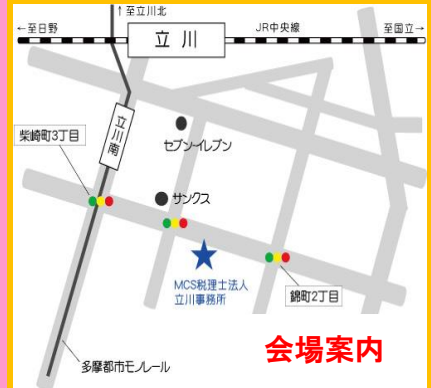 ↑至立川北
←至日野
立川
JR中央線
至国立→
立川南
柴崎町3丁目
セブン-イレブン
サンクス
MCS税理士法人
立川事務所
錦町2丁目
会場案内
多摩都市モノレール